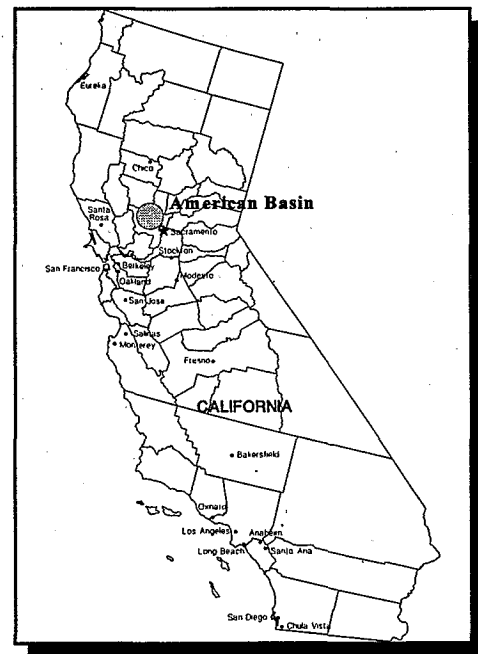 Eureka
Chico
American Basin
Santa
Rosa
Sacramento
Stockton
San Francisco
Berkeley
Oakland
Modesto
San Jose
Salinas
Monterey
Fresno
CALIFORNIA
Bakersfield
Oxnard
Los Angeles
Anaheim
Long Beach
Santa Ana
San Diego
Chula Vista